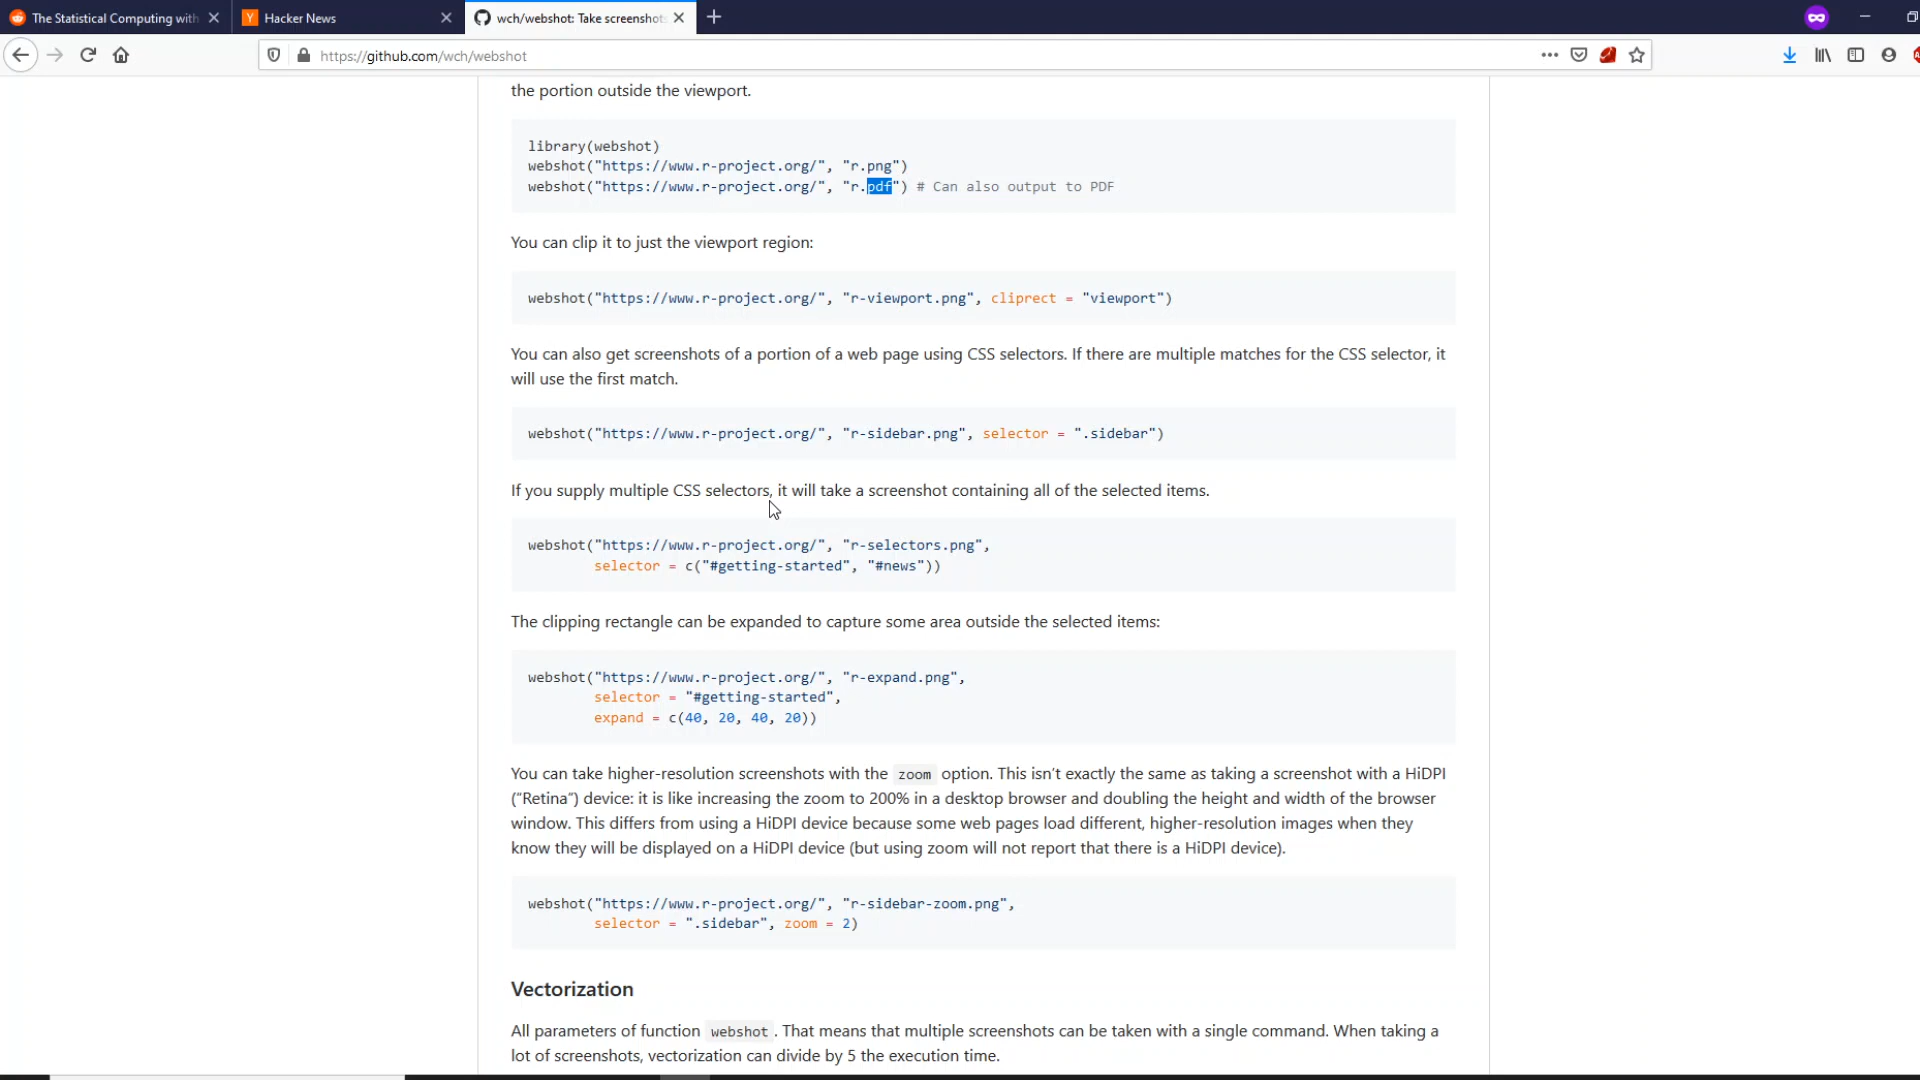 The Statistical Computing with
Hacker News
wch/webshot: Take screenshots
https://github.com/wch/webshot
the portion outside the viewport.
library(webshot)
webshot("https://www.r-project.org/", "r.png")
webshot("https://www.r-project.org/", "r.pdf") # Can also output to PDF
You can clip it to just the viewport region:
webshot("https://www.r-project.org/", "r-viewport.png", cliprect = "viewport")
You can also get screenshots of a portion of a web page using CSS selectors. If there are multiple matches for the CSS selector, it
will use the first match.
webshot("https://www.r-project.org/", "r-sidebar.png", selector = ".sidebar")
If you supply multiple CSS selectors, it will take a screenshot containing all of the selected items.
webshot("https://www.r-project.org/", "r-selectors.png",
selector = c("#getting-started", "#news"))
The clipping rectangle can be expanded to capture some area outside the selected items:
webshot("https://www.r-project.org/", "r-expand.png",
selector = "#getting-started",
expand = c(40, 20, 40, 20))
You can take higher-resolution screenshots with the zoom option. This isn't exactly the same as taking a screenshot with a HiDPI
("Retina") device: it is like increasing the zoom to 200% in a desktop browser and doubling the height and width of the browser
window. This differs from using a HiDPI device because some web pages load different, higher-resolution images when they
know they will be displayed on a HiDPI device (but using zoom will not report that there is a HiDPI device).
webshot("https://www.r-project.org/", "r-sidebar-zoom.png",
selector = ".sidebar", zoom = 2)
Vectorization
All parameters of function webshot. That means that multiple screenshots can be taken with a single command. When taking a
lot of screenshots, vectorization can divide by 5 the execution time.